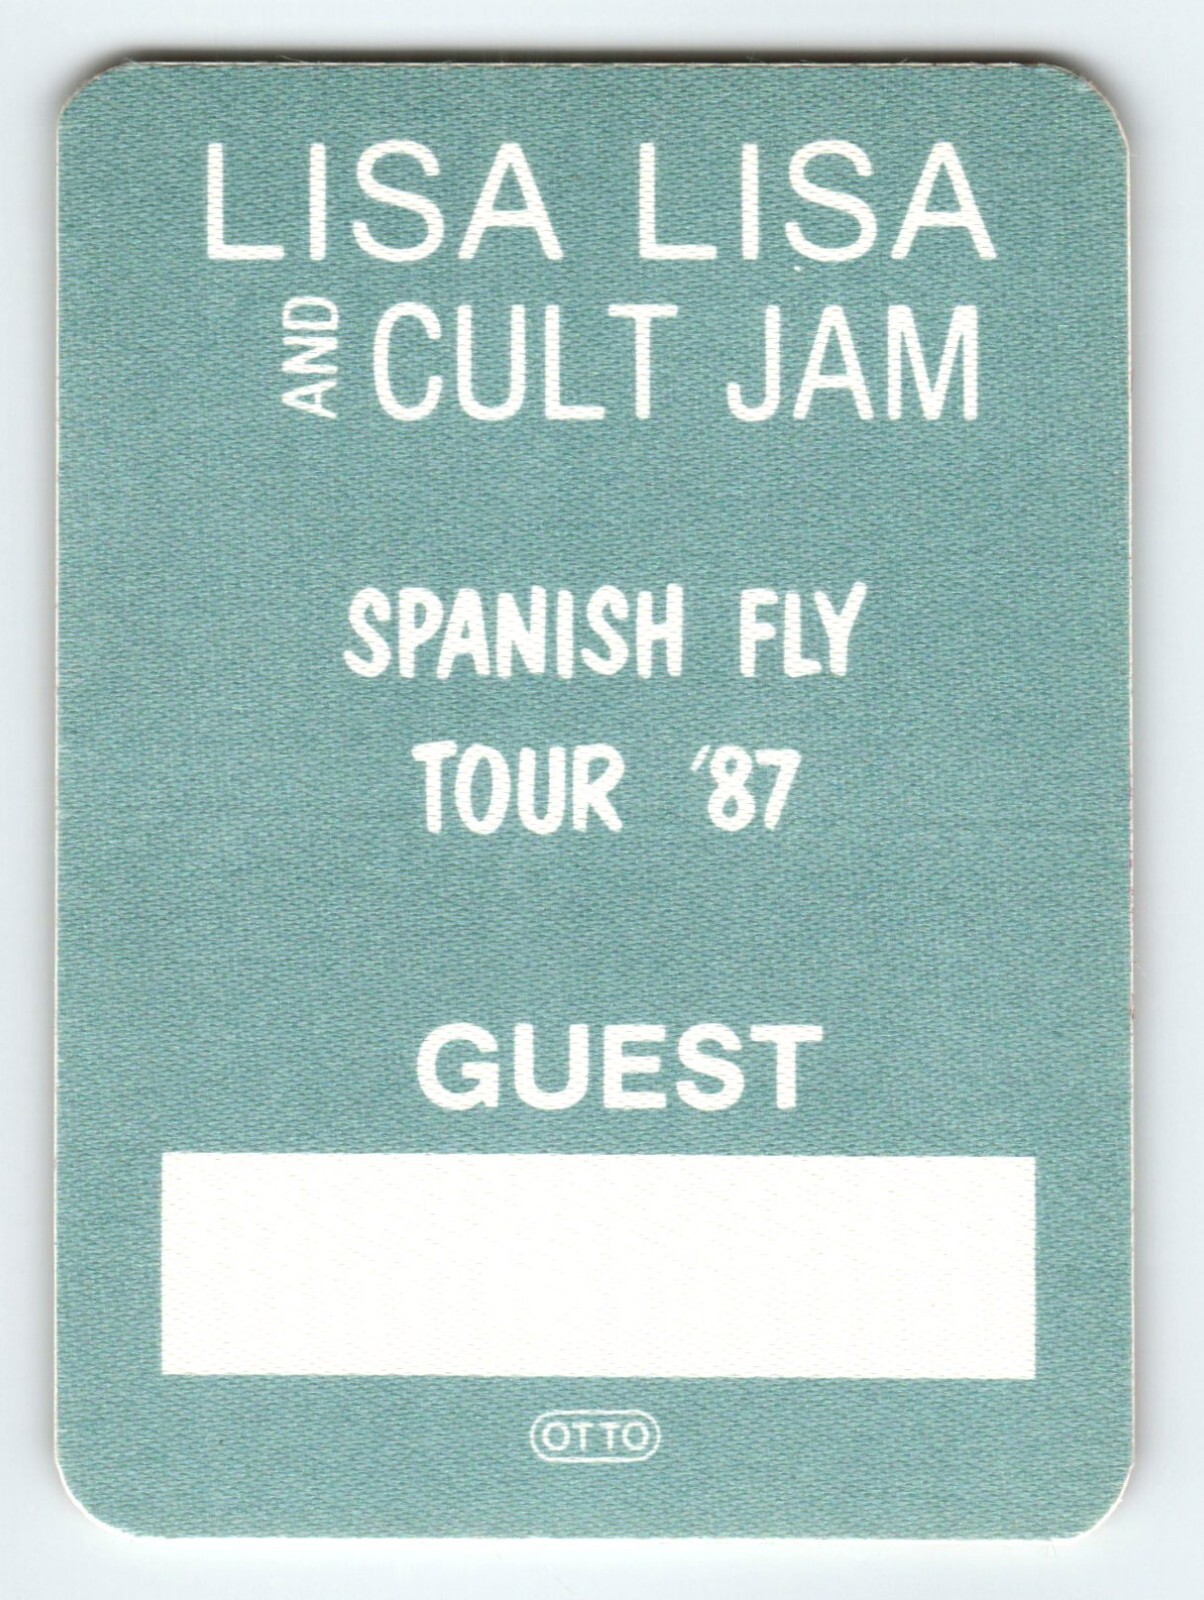 LISA LISA
AND CULT JAM
SPANISH FLY
TOUR '87
GUEST
OTTO